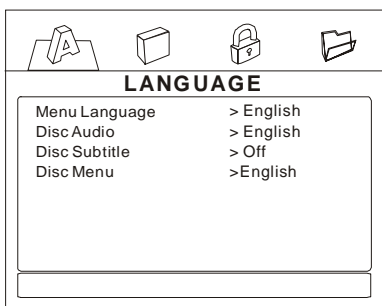 A
LANGUAGE
Menu Language > English
Disc Audio > English
Disc Subtitle > Off
Disc Menu >English